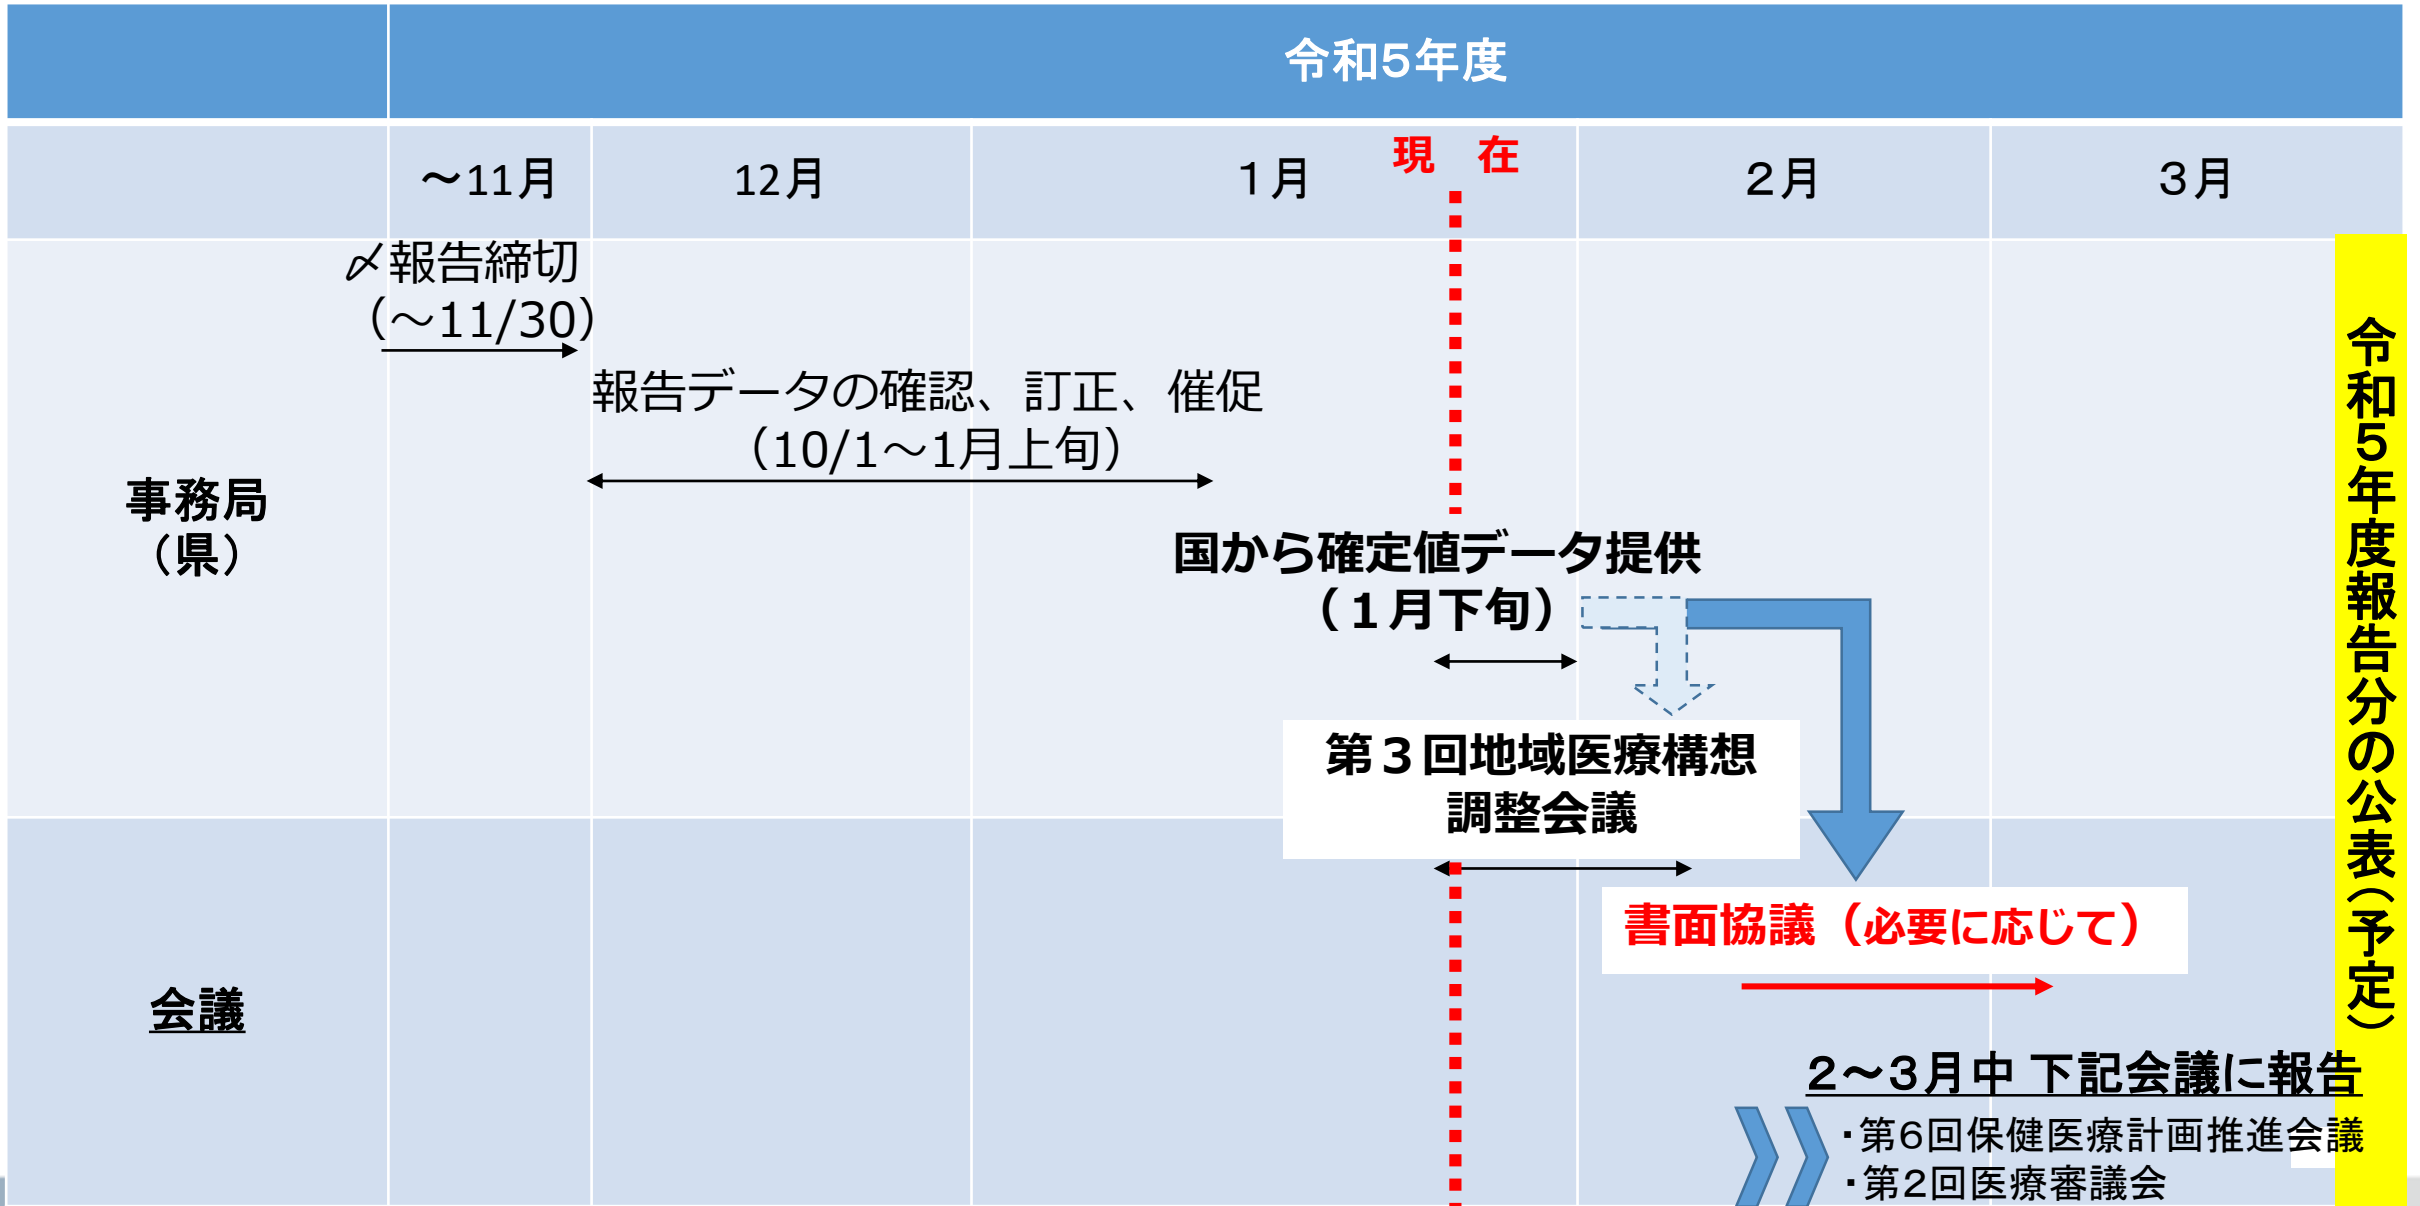 令和5年度
～11月
12月
１月
現　在
２月
３月
〆報告締切
（～11/30）
報告データの確認、訂正、催促
（10/1～1月上旬）
事務局
（県）
国から確定値データ提供
（１月下旬）
第３回地域医療構想
調整会議
書面協議（必要に応じて）
会議
２～３月中 下記会議に報告
・第６回保健医療計画推進会議
・第２回医療審議会
令和５年度報告分の公表（予定）